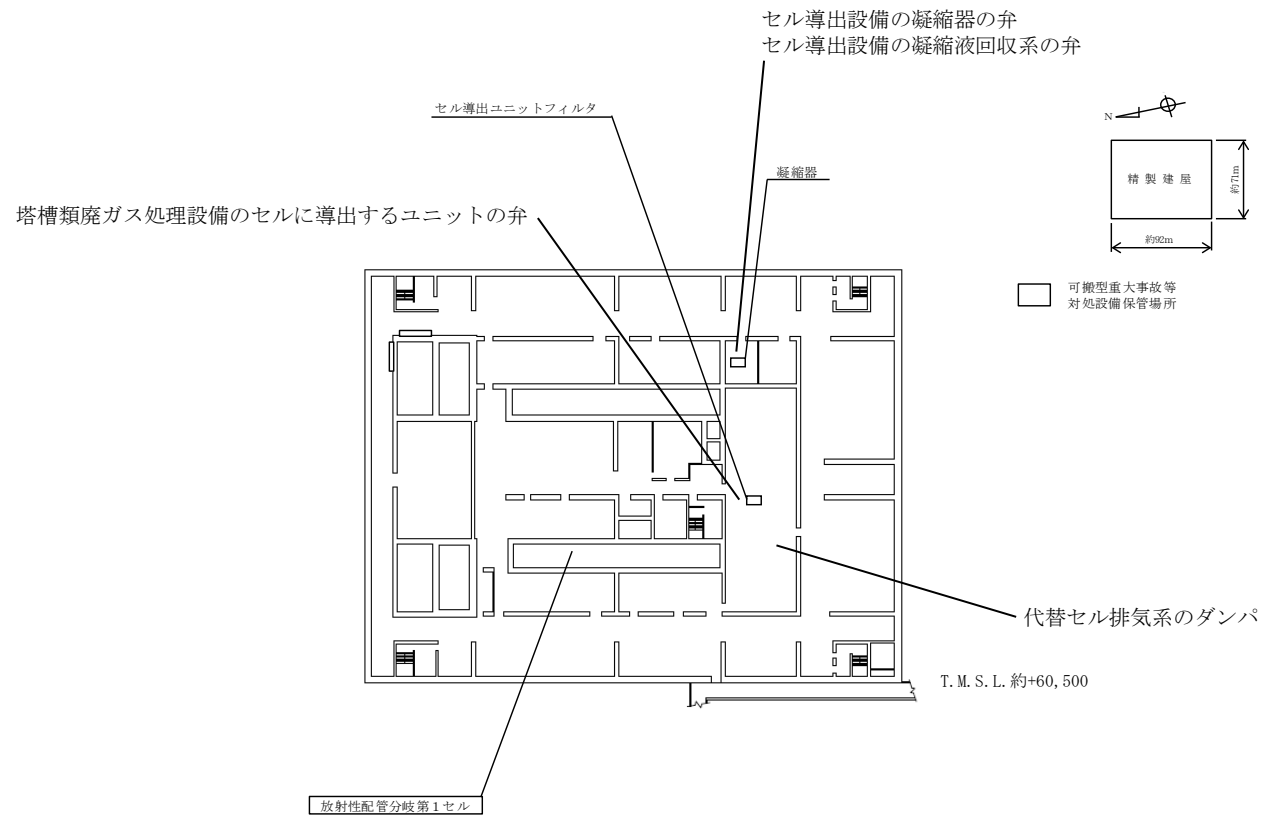 セル導出設備の凝縮器の弁
セル導出設備の凝縮液回収系の弁
セル導出ユニットフィルタ
凝縮器
塔槽類廃ガス処理設備のセルに導出するユニットの弁
N
精製建屋
約71m
約92m
可搬型重大事故等
対処設備保管場所
代替セル排気系のダンパ
T.M.S.L.約+60,500
放射性配管分岐第1セル